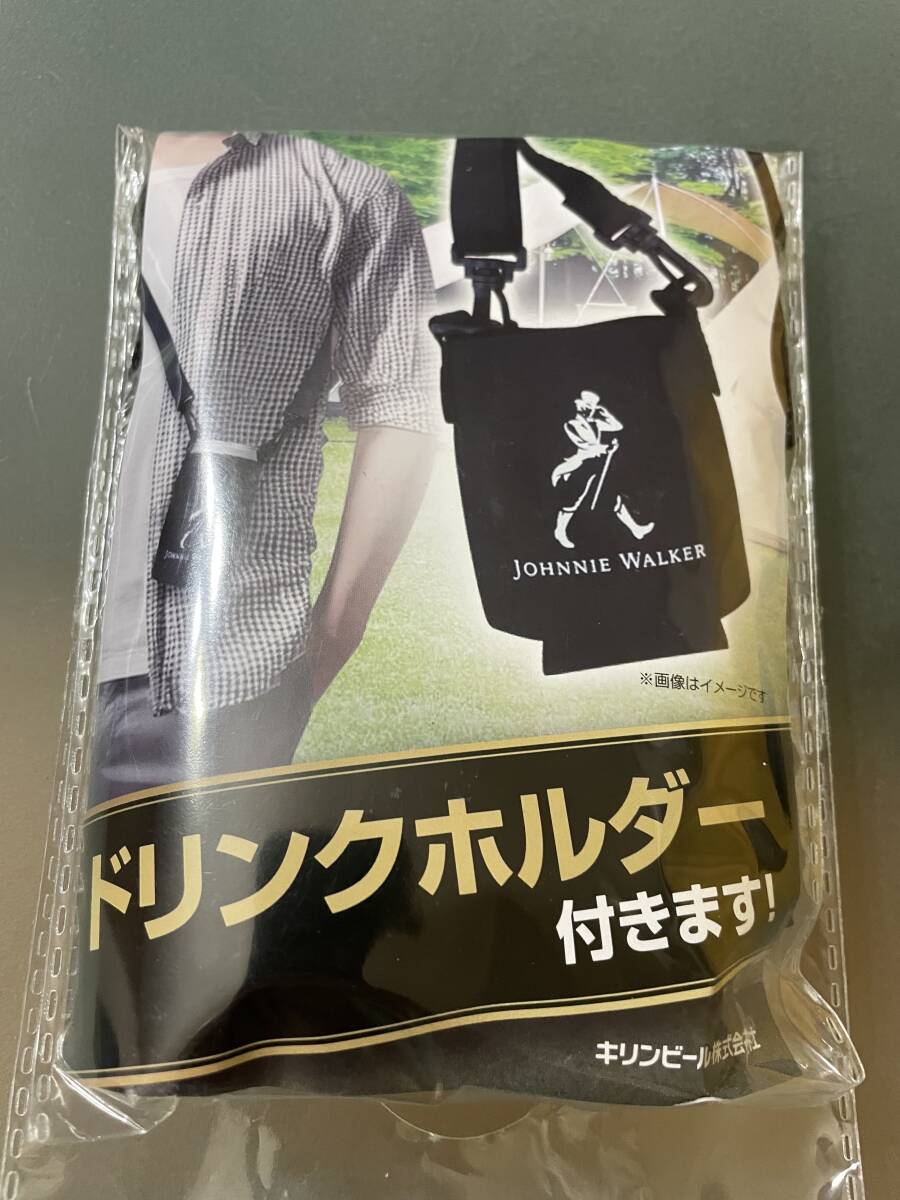 JOHNNIE WALKER
※画像はイメージです
ドリンクホルダー
付きます!
キリンビール株式会社